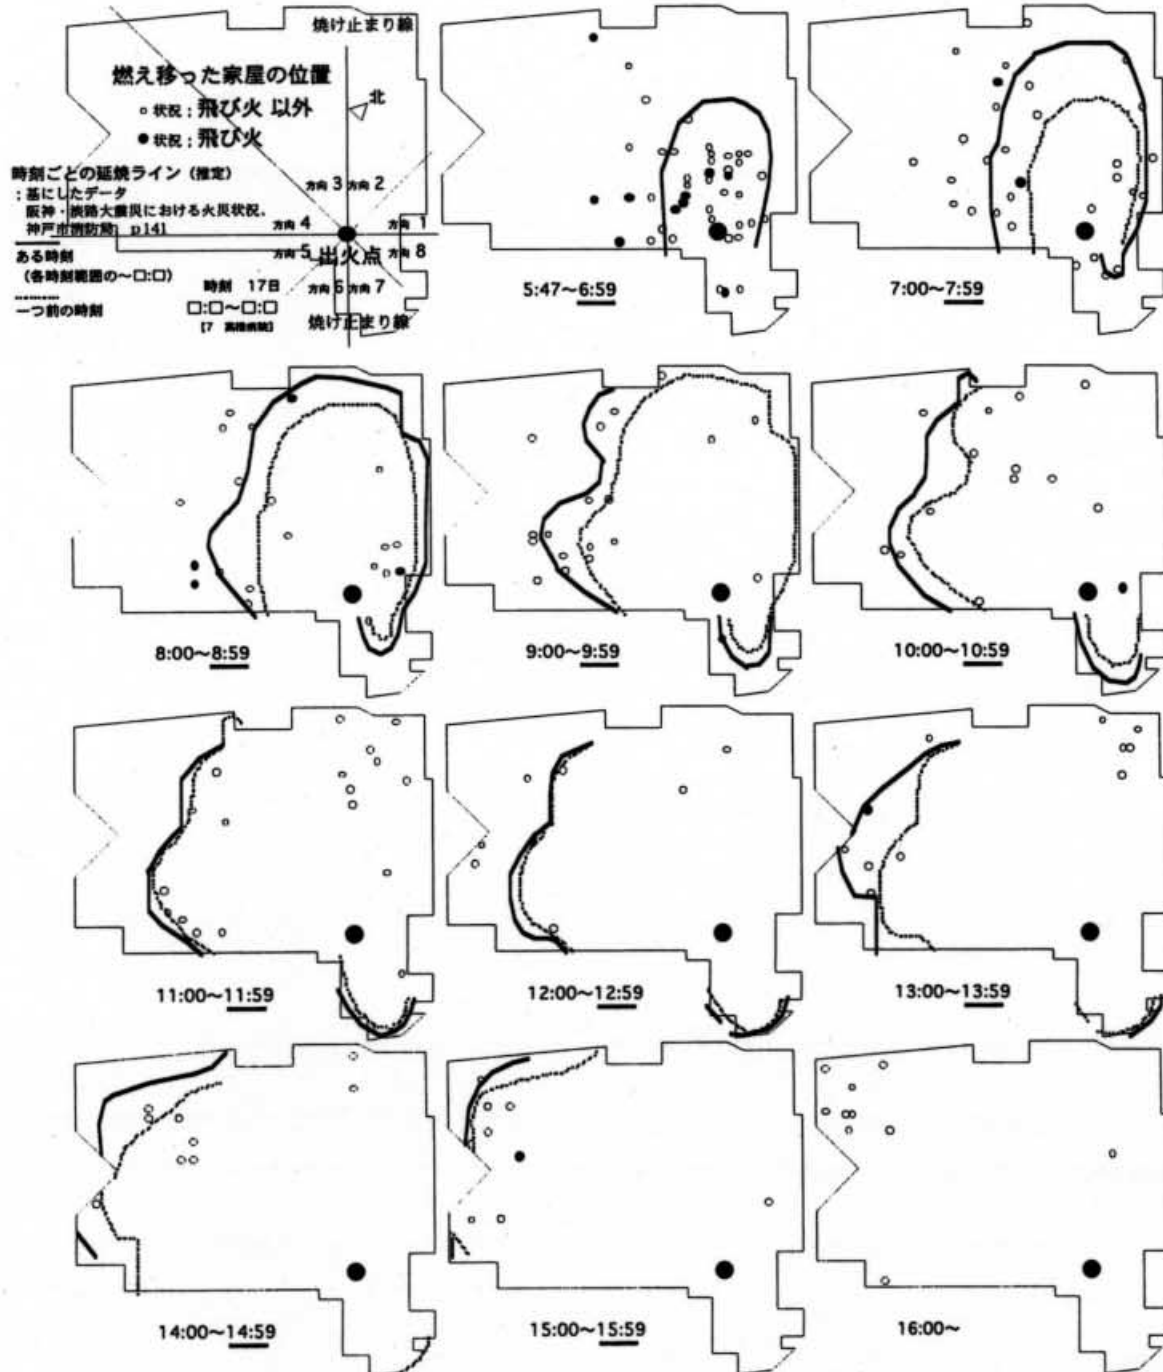 焼け止まり線
燃え移った家屋の位置
○ 状況 : 飛び火 以外
● 状況 : 飛び火
北
時刻ごとの延焼ライン (推定)
: 基にしたデータ
阪神・淡路大震災における火災状況、
神戸市消防局 p141
ある時刻
(各時刻範囲の〜□:□)
一つ前の時刻
方向 3
方向 2
方向 4
方向 1
方向 5
出火点
方向 8
方向 6
方向 7
時刻 17日
□:□〜□:□
焼け止まり線
5:47〜6:59
7:00〜7:59
8:00〜8:59
9:00〜9:59
10:00〜10:59
11:00〜11:59
12:00〜12:59
13:00〜13:59
14:00〜14:59
15:00〜15:59
16:00〜